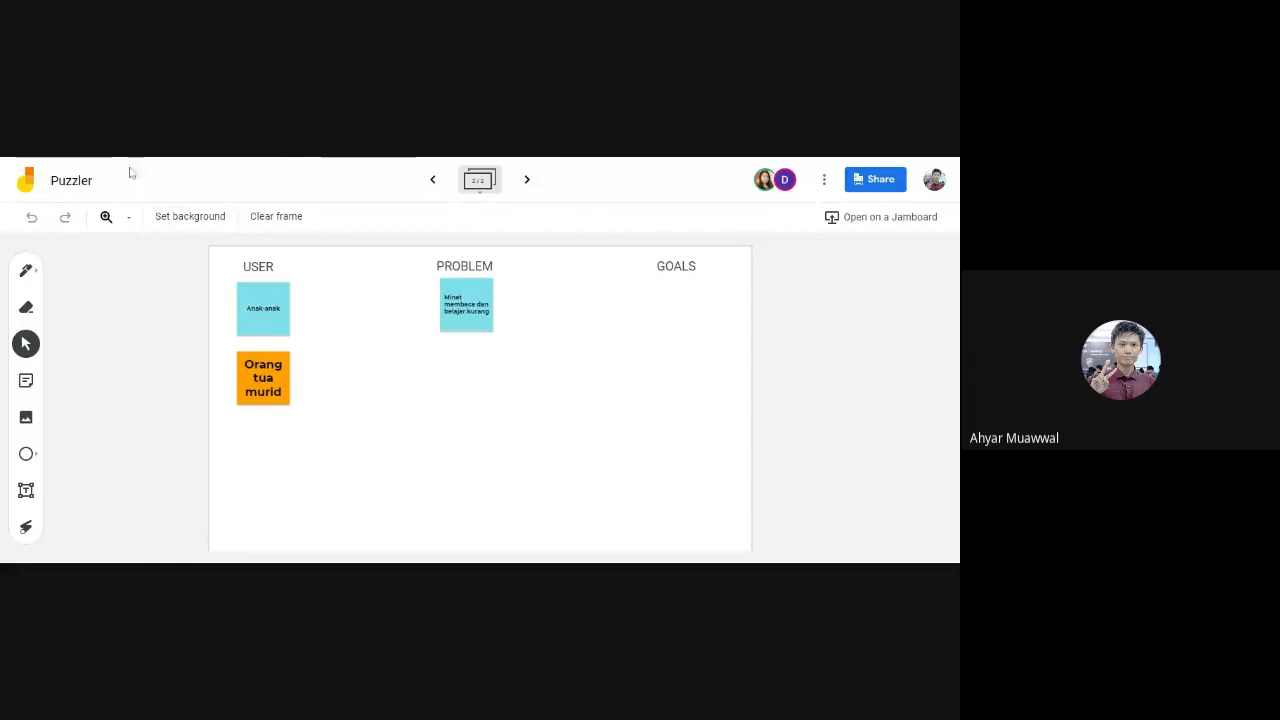 Puzzler
2 / 2
D
Share
Set background
Clear frame
Open on a Jamboard
USER
PROBLEM
GOALS
Anak-anak
Minat
membaca dan
belajar kurang
Orang
tua
murid
Ahyar Muawwal